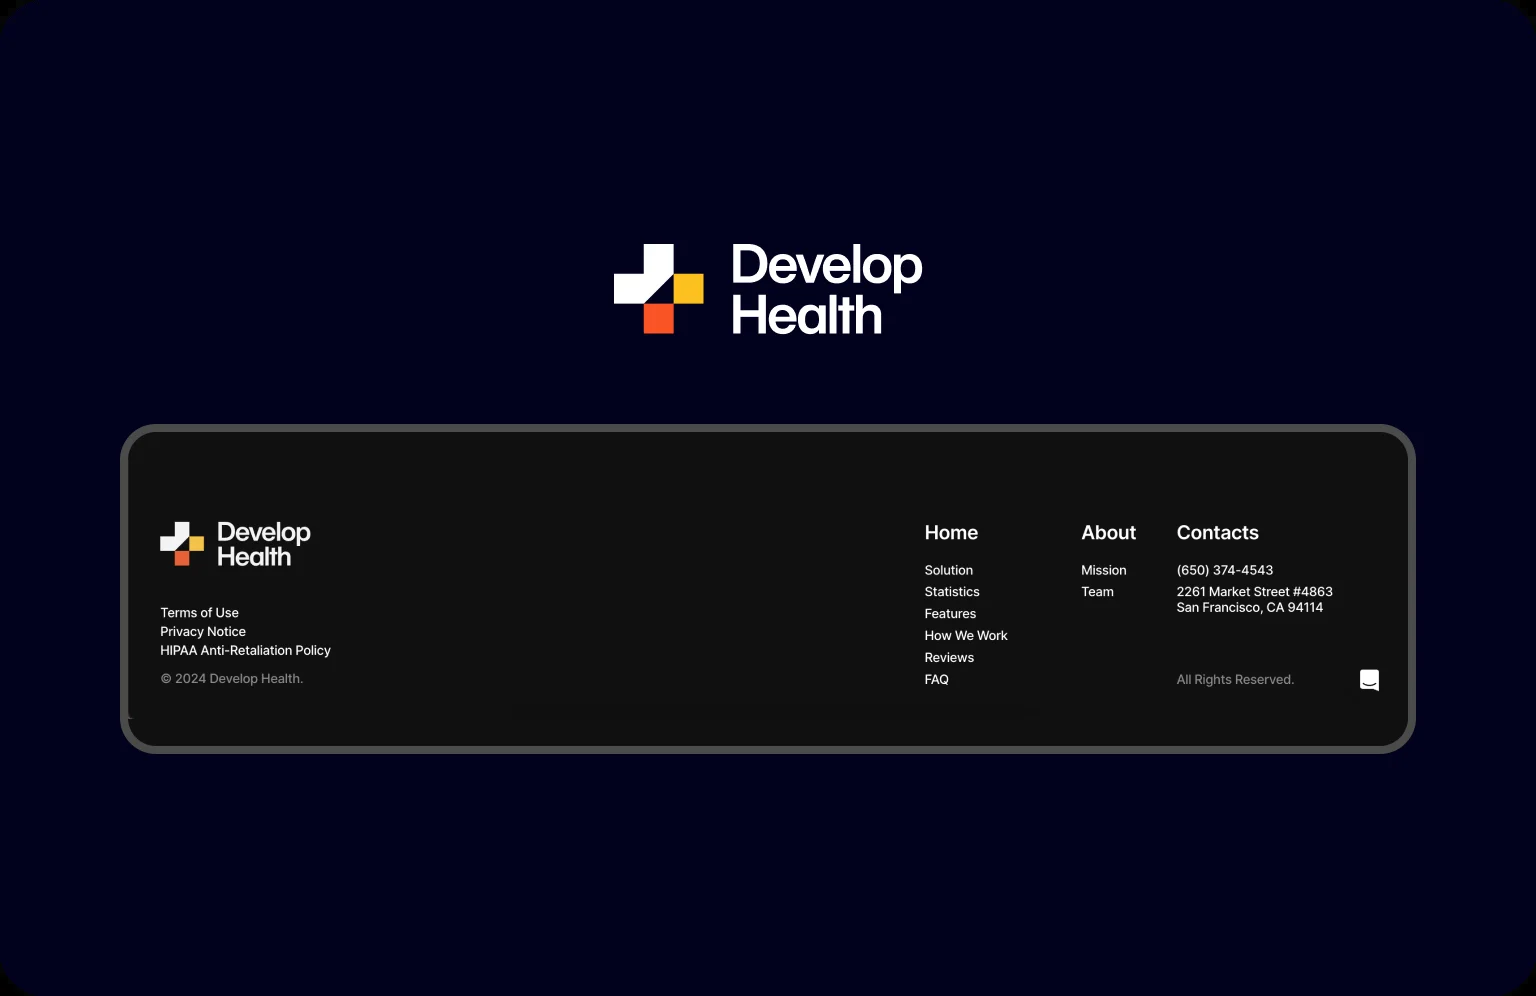 Develop
Health
Develop
Health
Terms of Use
Privacy Notice
HIPAA Anti-Retaliation Policy
© 2024 Develop Health.
Home
Solution
Statistics
Features
How We Work
Reviews
FAQ
About
Mission
Team
Contacts
(650) 374-4543
2261 Market Street #4863
San Francisco, CA 94114
All Rights Reserved.